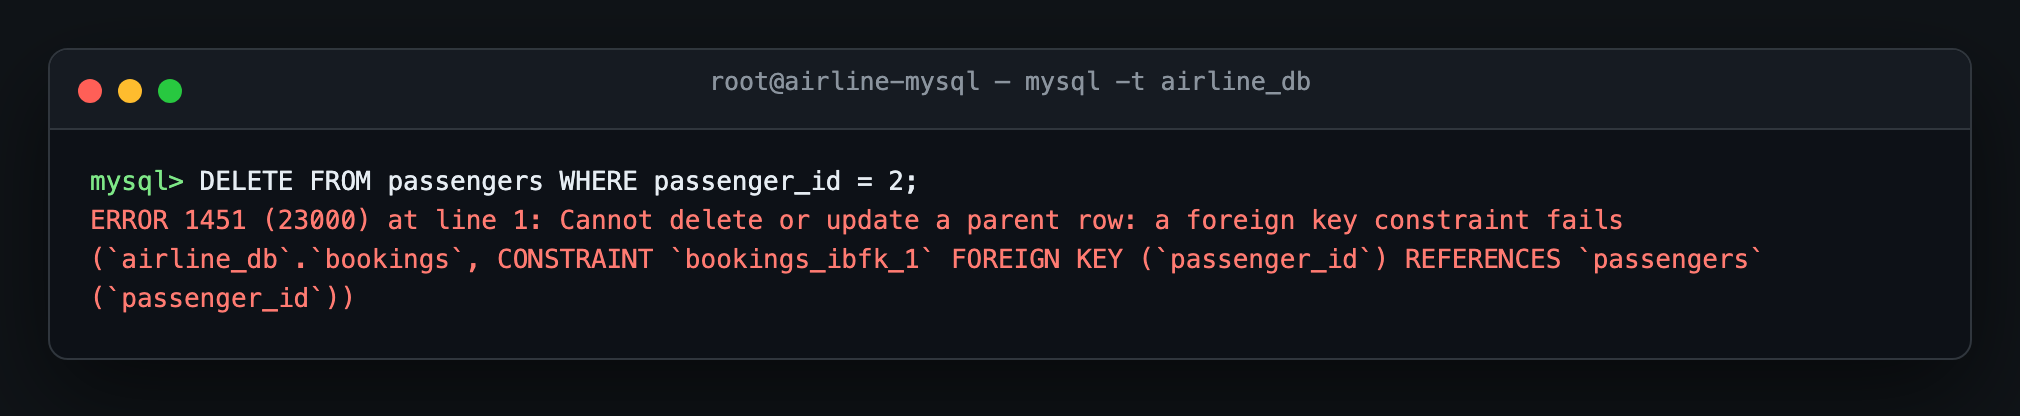 root@airline-mysql — mysql -t airline_db
mysql> DELETE FROM passengers WHERE passenger_id = 2;
ERROR 1451 (23000) at line 1: Cannot delete or update a parent row: a foreign key constraint fails
(`airline_db`.`bookings`, CONSTRAINT `bookings_ibfk_1` FOREIGN KEY (`passenger_id`) REFERENCES `passengers`
(`passenger_id`))